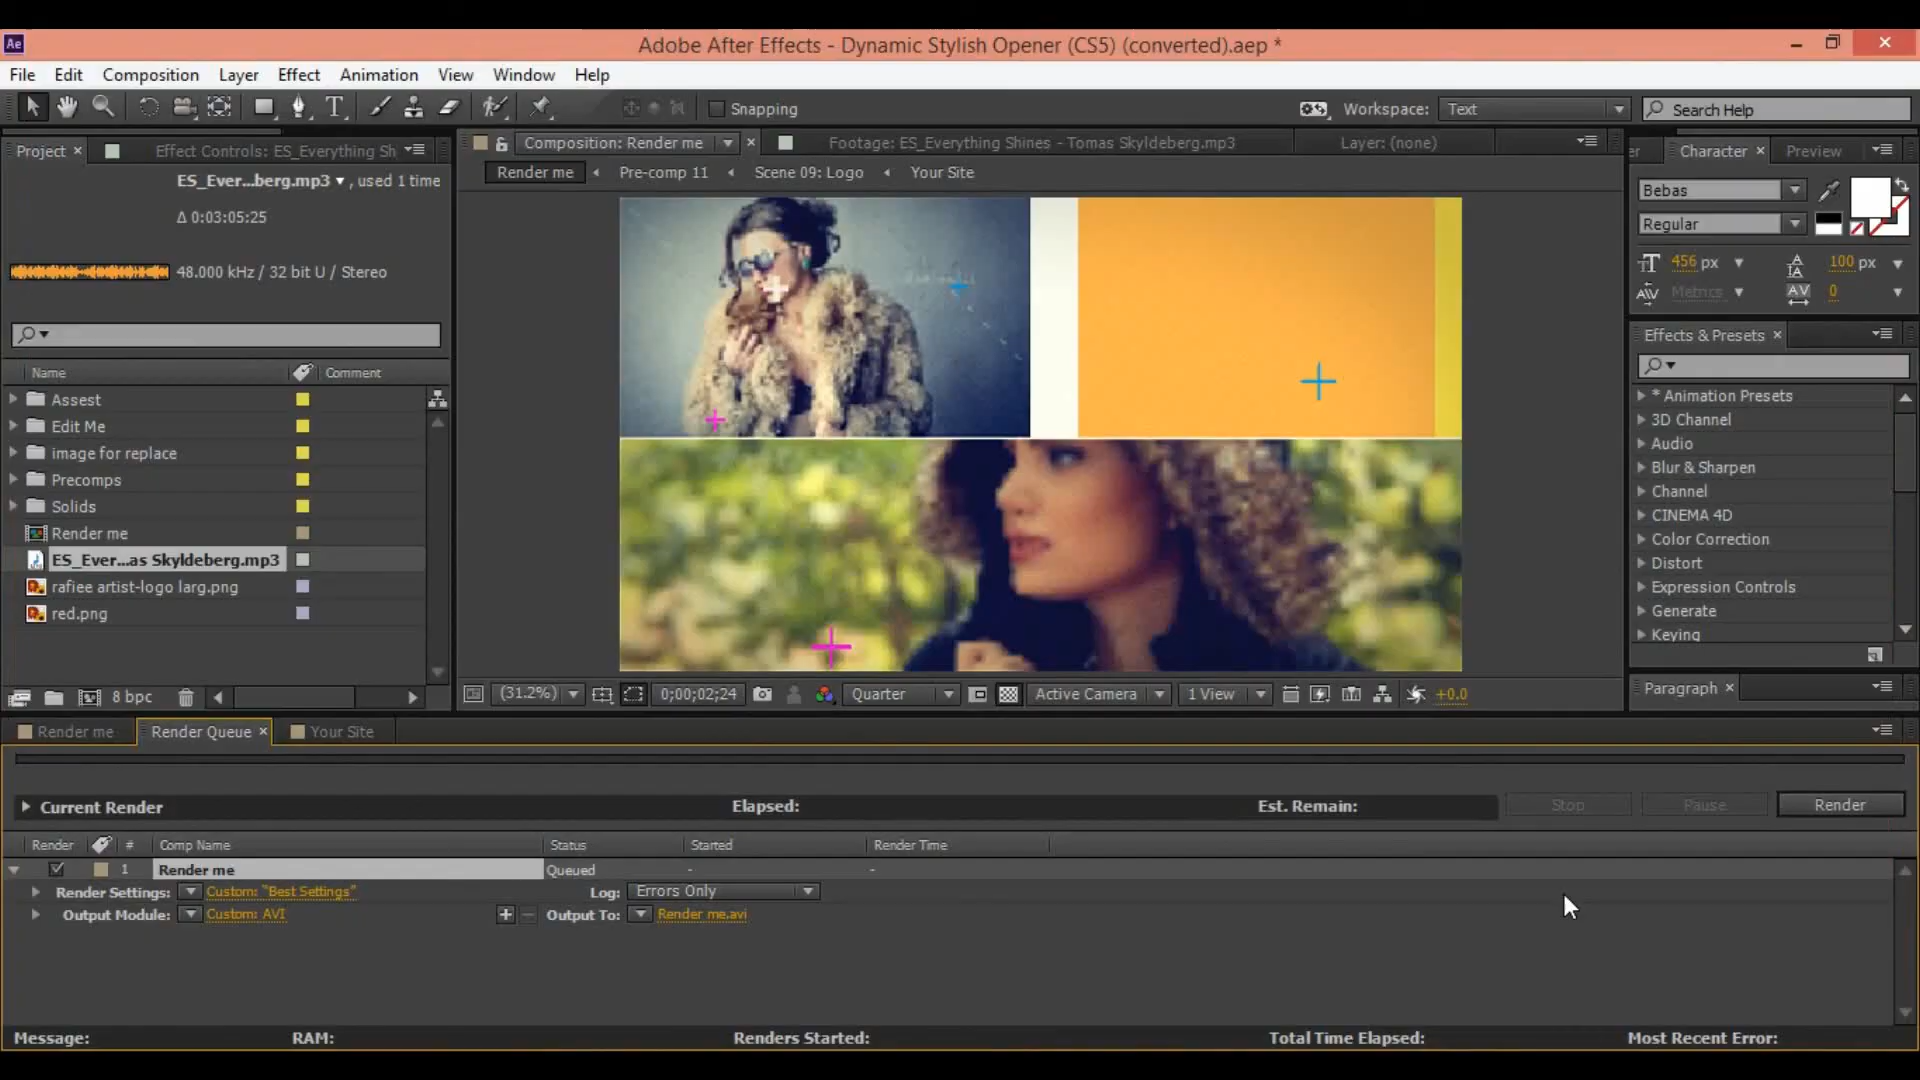 Ae
Adobe After Effects - Dynamic Stylish Opener (CS5) (converted).aep *
File Edit Composition Layer Effect Animation View Window Help
Snapping
Workspace: Text
Search Help
Project × Effect Controls: ES_Everything Sh
Composition: Render me ×
Footage: ES_Everything Shines - Tomas Skyldeberg.mp3
Layer: (none)
Character × Preview
Render me Pre-comp 11 Scene 09: Logo Your Site
ES_Ever...berg.mp3 , used 1 time
Δ 0:03:05:25
48.000 kHz / 32 bit U / Stereo
Bebas
Regular
456 px 100 px
Metrics 0
Effects & Presets ×
Name Comment
Assest
Edit Me
image for replace
Precomps
Solids
Render me
ES_Ever...as Skyldeberg.mp3
rafiee artist-logo larg.png
red.png
8 bpc
* Animation Presets
3D Channel
Audio
Blur & Sharpen
Channel
CINEMA 4D
Color Correction
Distort
Expression Controls
Generate
Keying
Paragraph ×
(31.2%) 0;00;02;24 Quarter Active Camera 1 View +0.0
Render me Render Queue × Your Site
Current Render Elapsed: Est. Remain: Stop Pause Render
Render # Comp Name Status Started Render Time
1 Render me Queued - -
Render Settings: Custom: "Best Settings" Log: Errors Only
Output Module: Custom: AVI Output To: Render me.avi
Message: RAM: Renders Started: Total Time Elapsed: Most Recent Error: